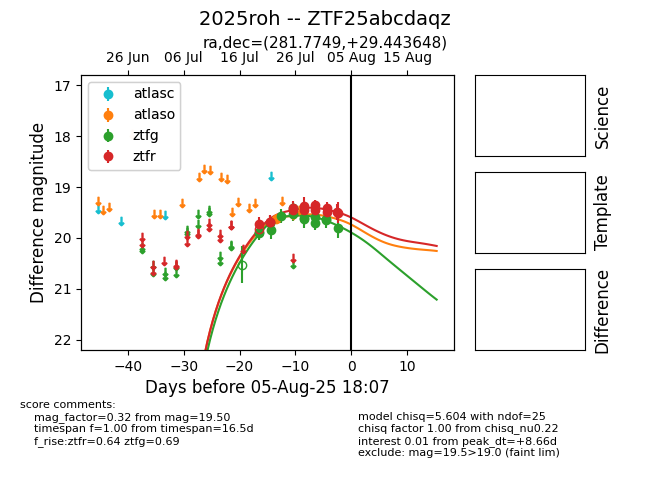 2025roh -- ZTF25abcdaqz
ra,dec=(281.7749,+29.443648)
26 Jun 06 Jul 16 Jul 26 Jul 05 Aug 15 Aug
17
18
19
20
21
22
Difference magnitude
atlasc
atlaso
ztfg
ztfr
−40 −30 −20 −10 0 10
Days before 05-Aug-25 18:07
Science
Template
Difference
score comments:
mag_factor=0.32 from mag=19.50
timespan f=1.00 from timespan=16.5d
f_rise:ztfr=0.64 ztfg=0.69
model chisq=5.604 with ndof=25
chisq factor 1.00 from chisq_nu0.22
interest 0.01 from peak_dt=+8.66d
exclude: mag=19.5>19.0 (faint lim)